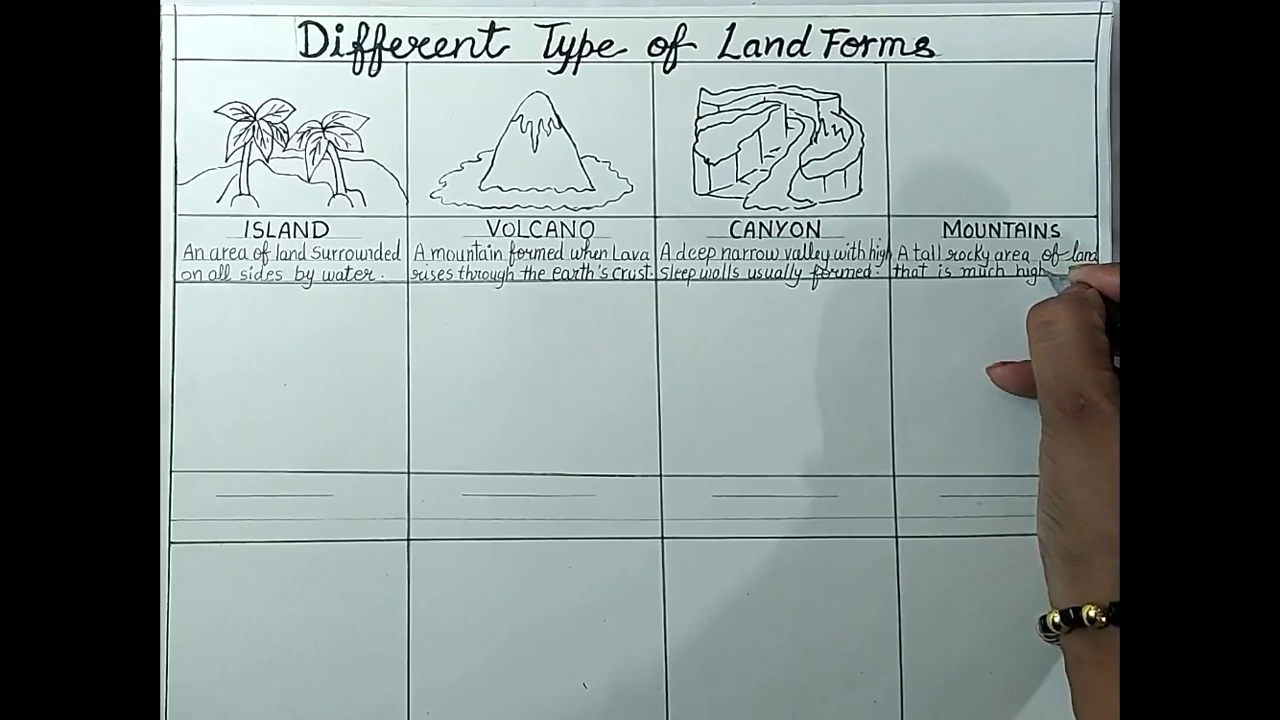 Different Type of Land Forms
ISLAND
An area of land surrounded
on all sides by water.
VOLCANO
A mountain formed when Lava
rises through the earth's crust.
CANYON
A deep narrow valley with high
sleep walls usually formed.
MOUNTAINS
A tall rocky area of land
that is much high